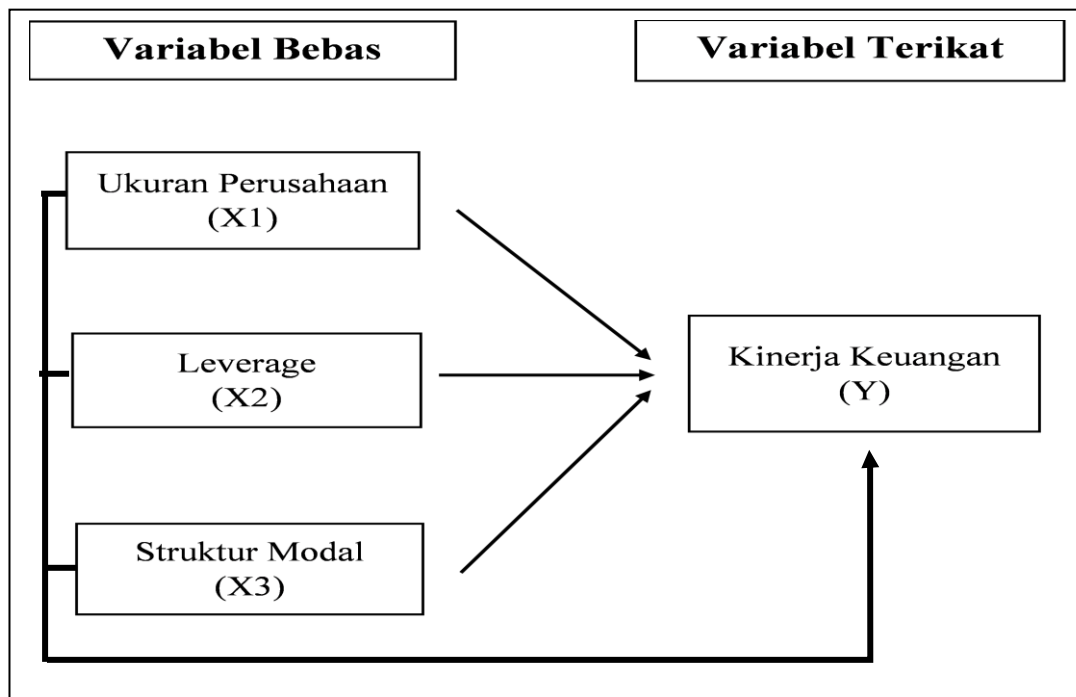 Variabel Bebas
Variabel Terikat
Ukuran Perusahaan
(X1)
Leverage
(X2)
Kinerja Keuangan
(Y)
Struktur Modal
(X3)